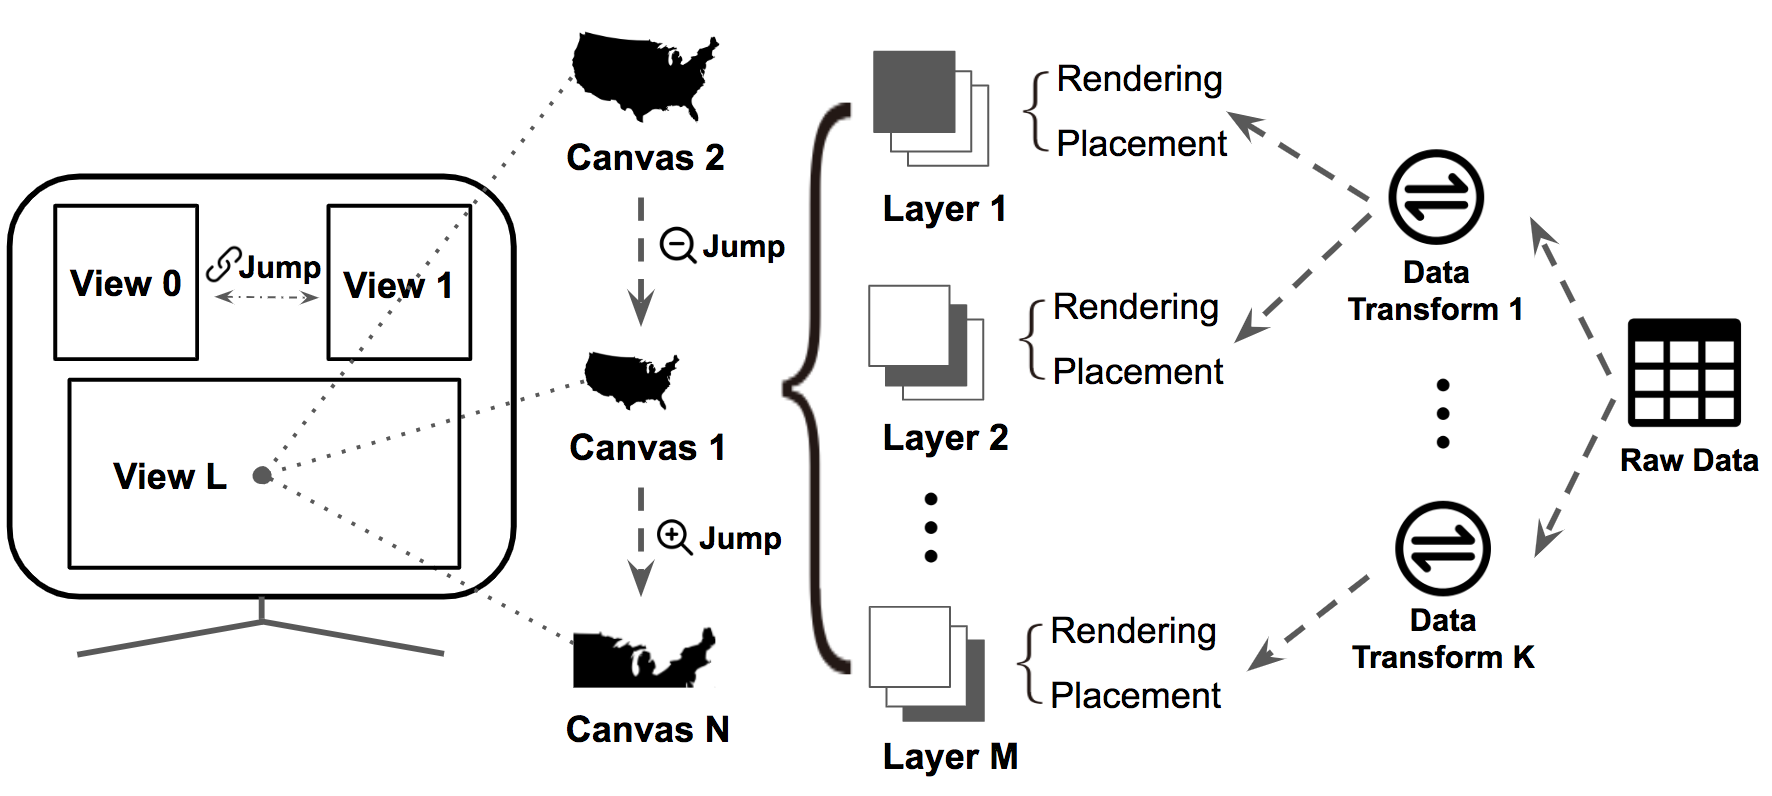 View 0
Jump
View 1
View L
Canvas 2
Jump
Canvas 1
Jump
Canvas N
Layer 1
Rendering
Placement
Layer 2
Rendering
Placement
Layer M
Rendering
Placement
Data
Transform 1
Data
Transform K
Raw Data